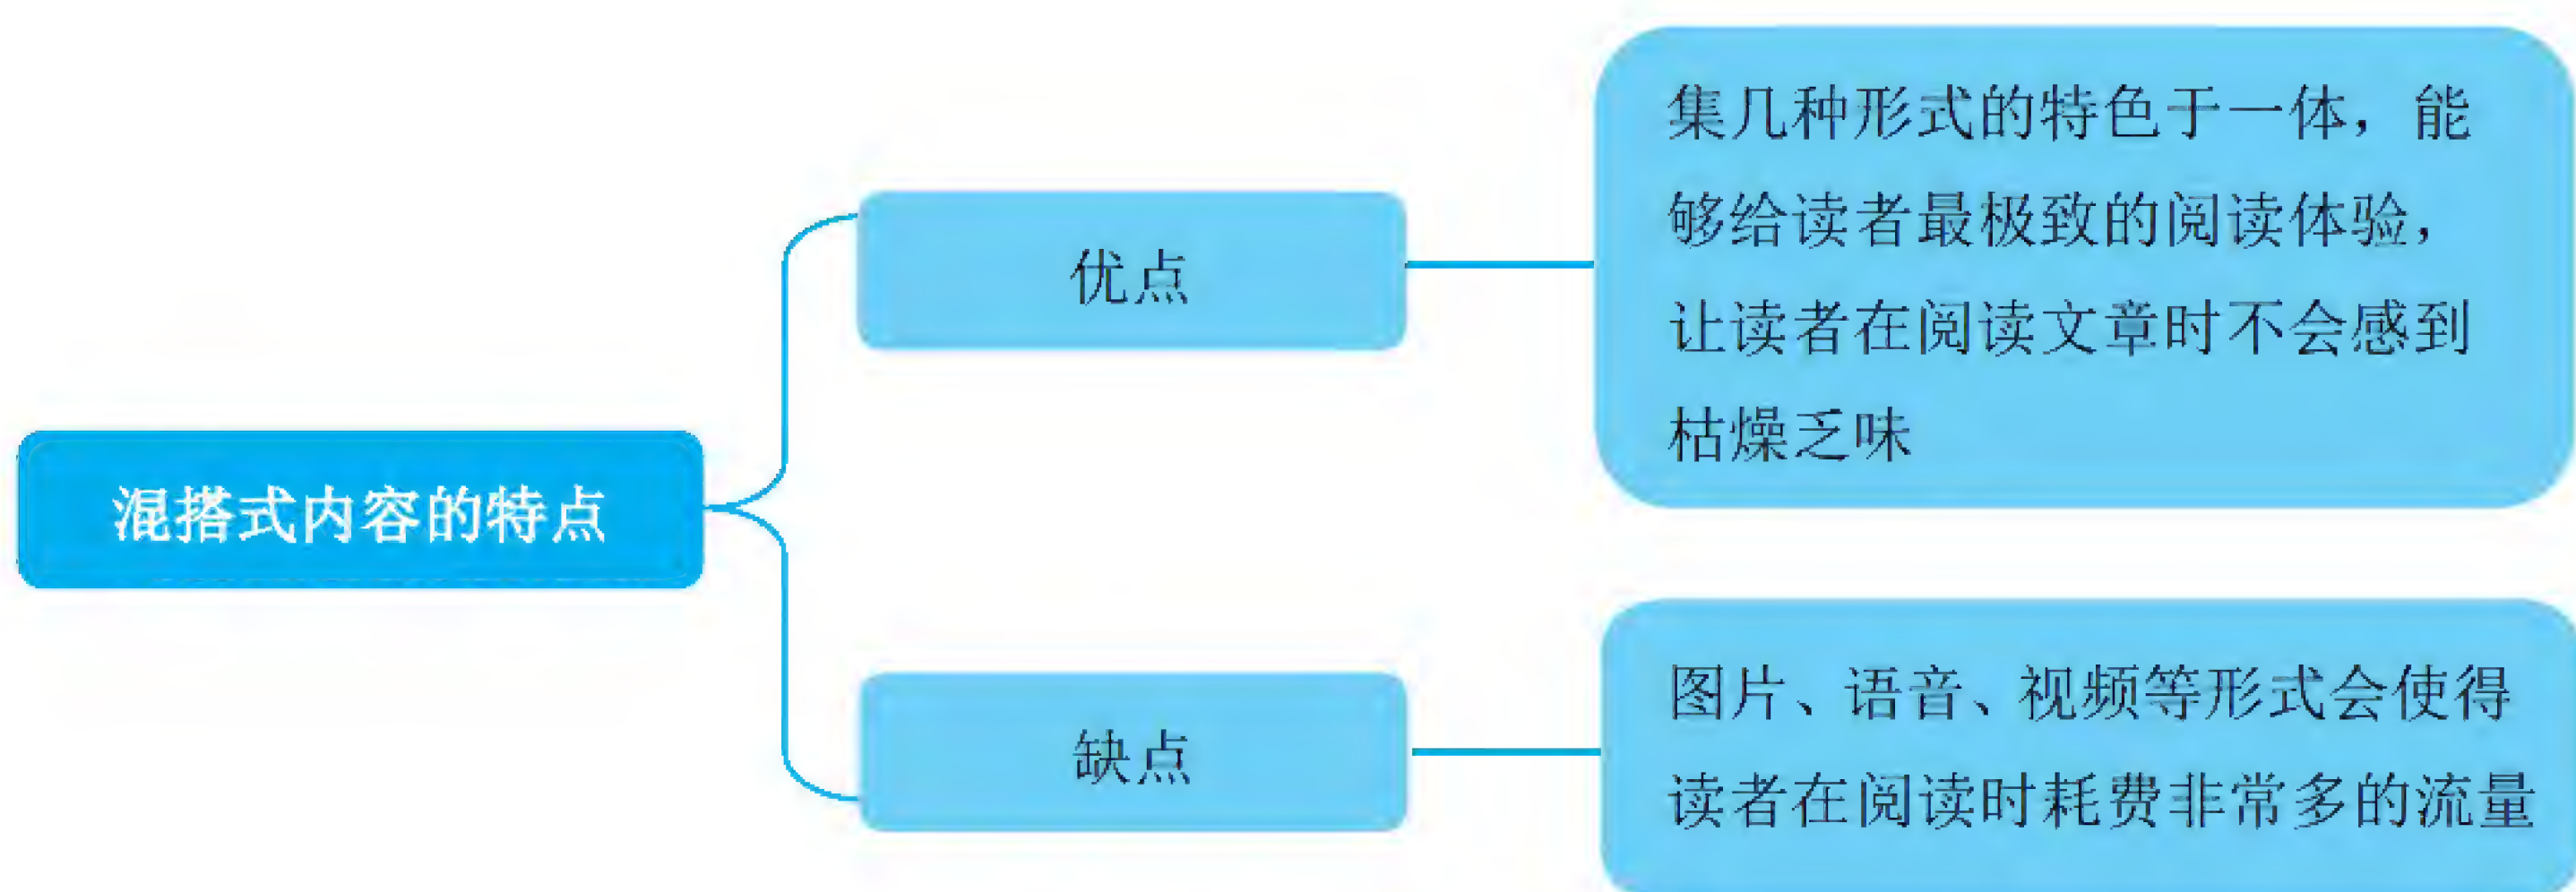 混搭式内容的特点
优点
集几种形式的特色于一体，能
够给读者最极致的阅读体验，
让读者在阅读文章时不会感到
枯燥乏味
缺点
图片、语音、视频等形式会使得
读者在阅读时耗费非常多的流量